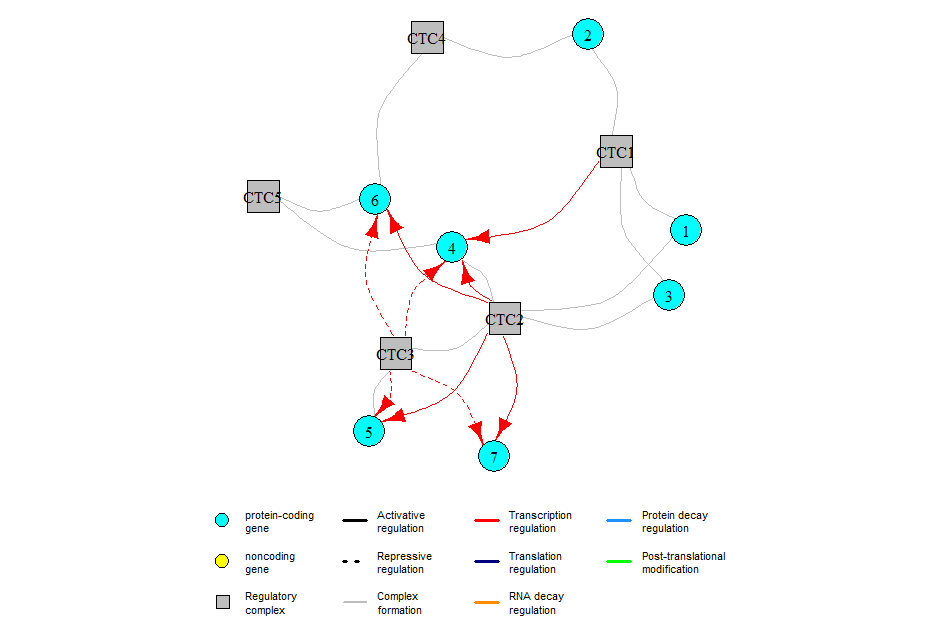 CTC4
2
CTC1
CTC5
6
1
4
3
CTC2
CTC3
5
7
protein-coding
gene
Activative
regulation
Transcription
regulation
Protein decay
regulation
noncoding
gene
Repressive
regulation
Translation
regulation
Post-translational
modification
Regulatory
complex
Complex
formation
RNA decay
regulation